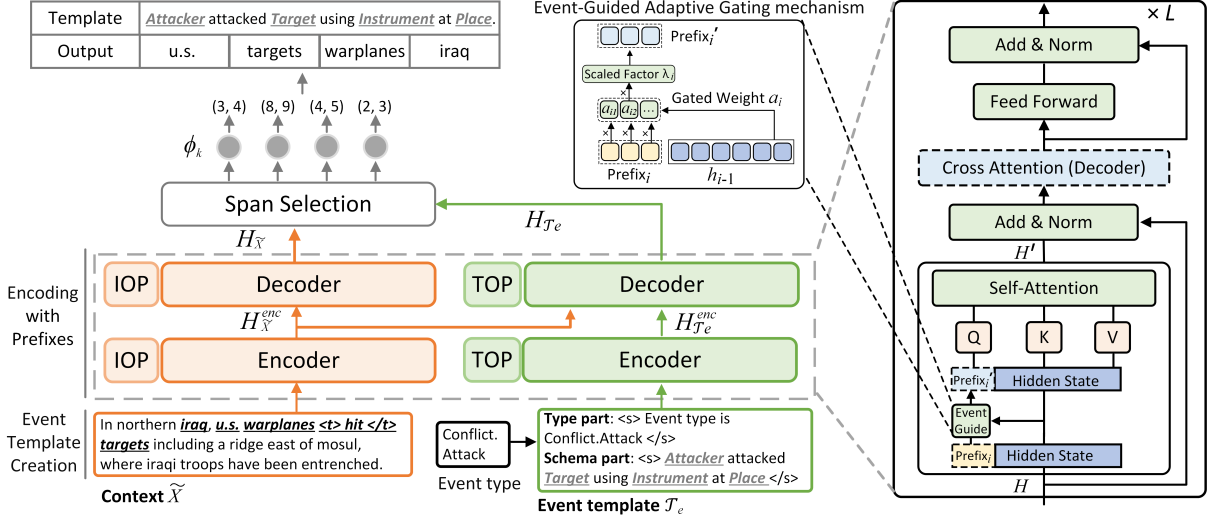 Template
Attacker attacked Target using Instrument at Place.
Output
u.s.
targets
warplanes
iraq
(3, 4)
(8, 9)
(4, 5)
(2, 3)
ϕₖ
Span Selection
H_X̃
H_𝒯e
Encoding
with
Prefixes
IOP
Decoder
TOP
Decoder
H_X̃^enc
H_𝒯e^enc
IOP
Encoder
TOP
Encoder
Event
Template
Creation
In northern iraq, u.s. warplanes <t> hit </t>
targets including a ridge east of mosul,
where iraqi troops have been entrenched.
Context X̃
Conflict.
Attack
Event type
Type part: <s> Event type is
Conflict.Attack </s>
Schema part: <s> Attacker attacked
Target using Instrument at Place </s>
Event template 𝒯e
Event-Guided Adaptive Gating mechanism
Prefixᵢ'
Scaled Factor λᵢ
×
Gated Weight aᵢ
aᵢ₁ aᵢ₂ ...
× × ×
Prefixᵢ
hᵢ₋₁
× L
Add & Norm
Feed Forward
Cross Attention (Decoder)
Add & Norm
H'
Self-Attention
Q
K
V
Prefixᵢ'
Hidden State
Event
Guide
Prefixᵢ
Hidden State
H